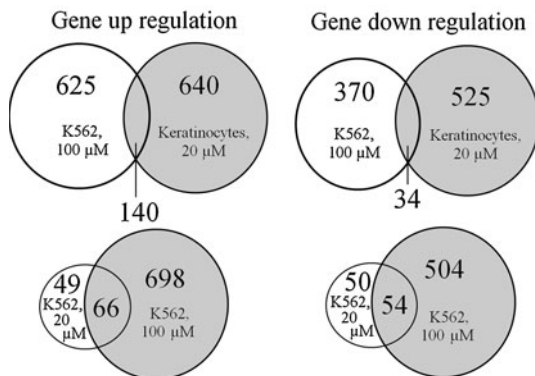 Gene up regulation
Gene down regulation
625
640
K562,
100 µM
Keratinocytes,
20 µM
140
370
525
K562,
100 µM
Keratinocytes,
20 µM
34
49
K562,
20
µM
66
698
K562,
100 µM
50
K562,
20
µM
54
504
K562,
100 µM